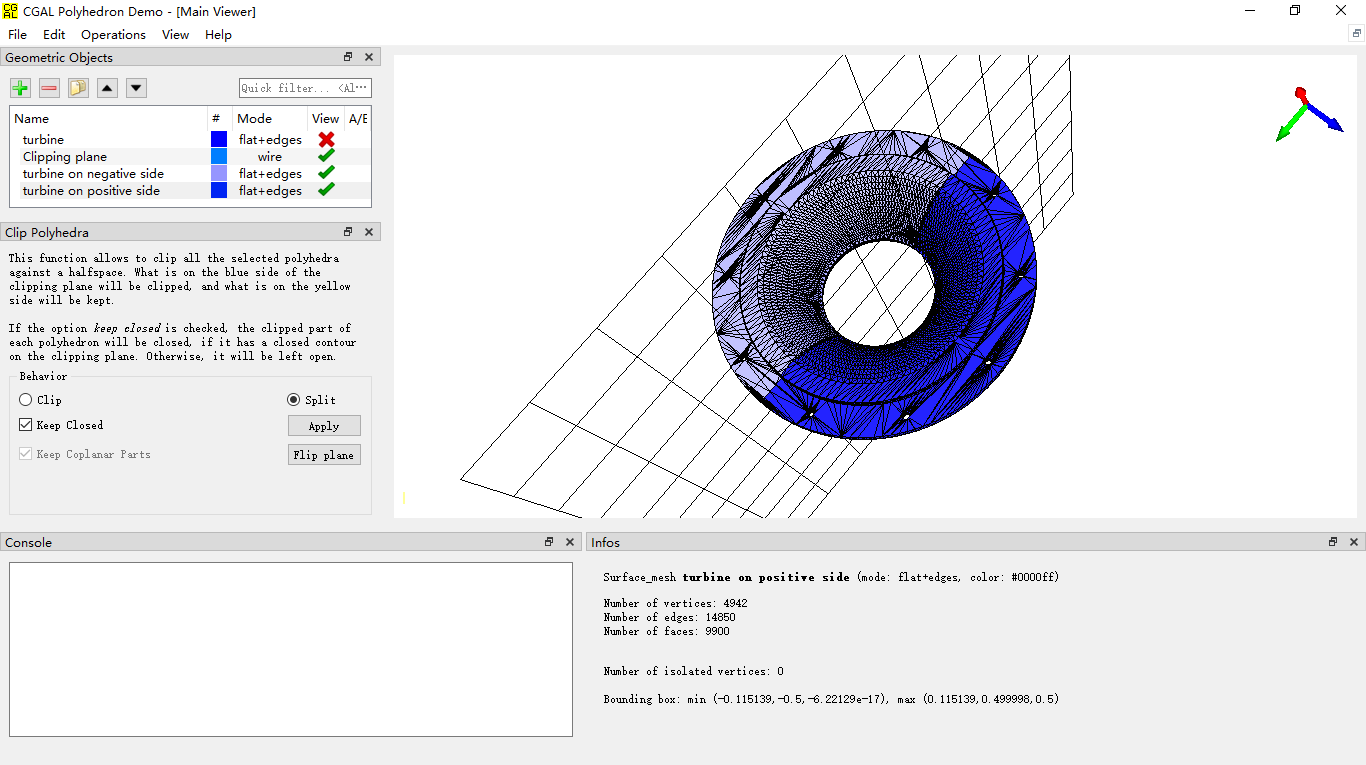 CG
AL
CGAL Polyhedron Demo - [Main Viewer]
File Edit Operations View Help
Geometric Objects
Quick filter... <Al...
Name # Mode View A/E
turbine flat+edges
Clipping plane wire
turbine on negative side flat+edges
turbine on positive side flat+edges
Clip Polyhedra
This function allows to clip all the selected polyhedra
against a halfspace. What is on the blue side of the
clipping plane will be clipped, and what is on the yellow
side will be kept.
If the option keep closed is checked, the clipped part of
each polyhedron will be closed, if it has a closed contour
on the clipping plane. Otherwise, it will be left open.
Behavior
Clip Split
Keep Closed Apply
Keep Coplanar Parts Flip plane
Console
Infos
Surface_mesh turbine on positive side (mode: flat+edges, color: #0000ff)
Number of vertices: 4942
Number of edges: 14850
Number of faces: 9900
Number of isolated vertices: 0
Bounding box: min (-0.115139,-0.5,-6.22129e-17), max (0.115139,0.499998,0.5)